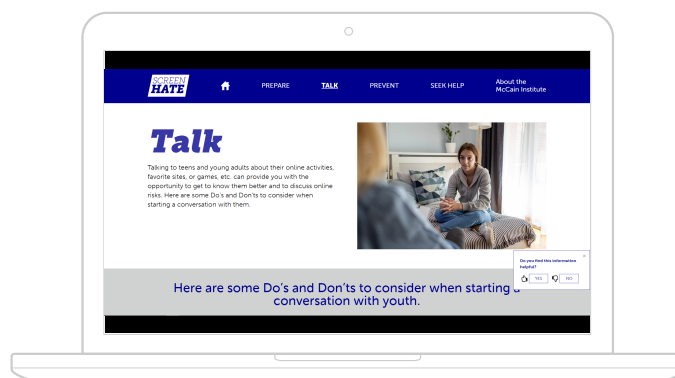 SCREEN
HATE
PREPARE
TALK
PREVENT
SEEK HELP
About the
McCain Institute
Talk
Talking to teens and young adults about their online activities,
favorite sites, or games, etc. can provide you with the
opportunity to get to know them better and to discuss online
risks. Here are some Do's and Don'ts to consider when
starting a conversation with them.
Do you find this information
helpful?
YES
NO
Here are some Do's and Don'ts to consider when starting a
conversation with youth.